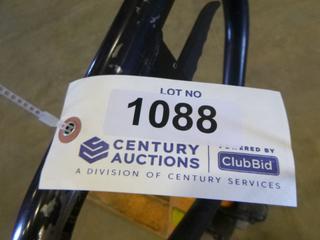 LOT NO
1088
CENTURY AUCTIONS
POWERED BY
ClubBid
A DIVISION OF CENTURY SERVICES